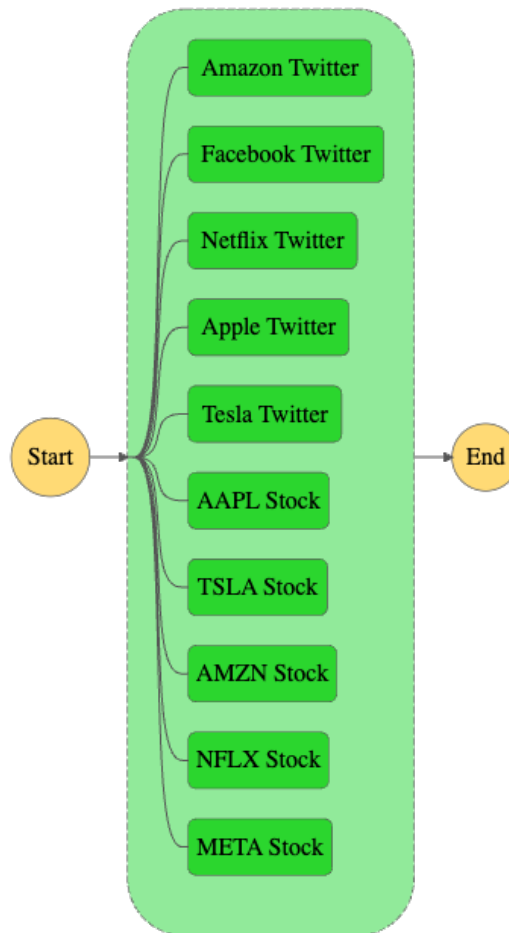 Amazon Twitter
Facebook Twitter
Netflix Twitter
Apple Twitter
Tesla Twitter
Start
End
AAPL Stock
TSLA Stock
AMZN Stock
NFLX Stock
META Stock